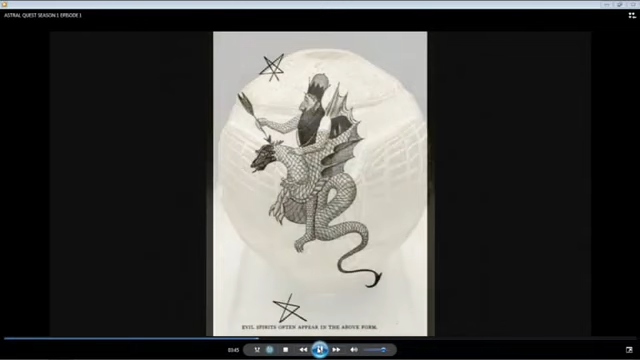 ASTRAL QUEST SEASON 1 EPISODE 1
EVIL SPIRITS OFTEN APPEAR IN THE ABOVE FORM.
03:45